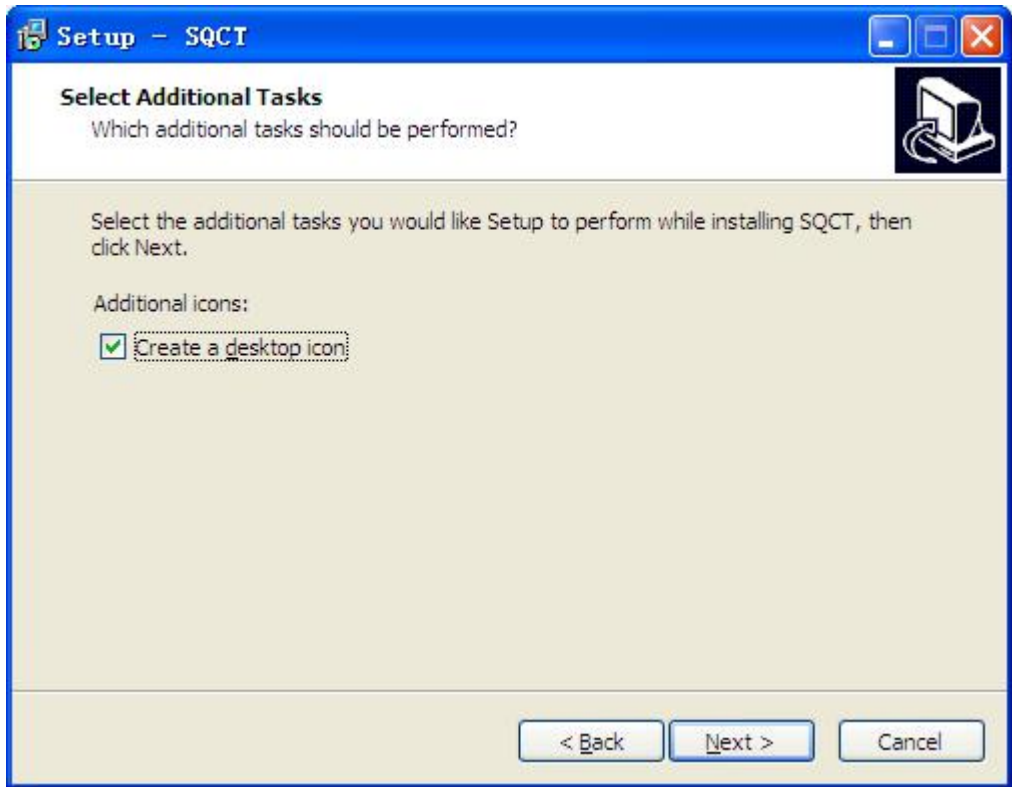 Setup - SQCT
Select Additional Tasks
Which additional tasks should be performed?
Select the additional tasks you would like Setup to perform while installing SQCT, then
click Next.
Additional icons:
Create a desktop icon
< Back
Next >
Cancel